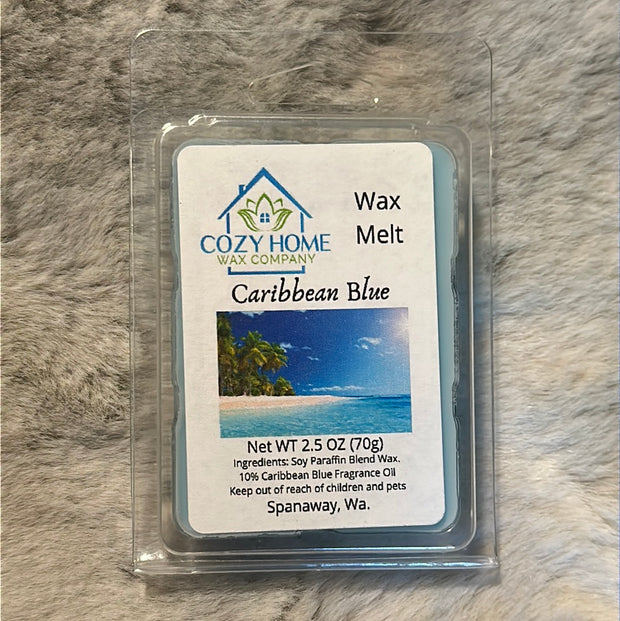 COZY HOME
WAX COMPANY
Wax
Melt
Caribbean Blue
Net WT 2.5 OZ (70g)
Ingredients: Soy Paraffin Blend Wax.
10% Caribbean Blue Fragrance Oil
Keep out of reach of children and pets
Spanaway, Wa.